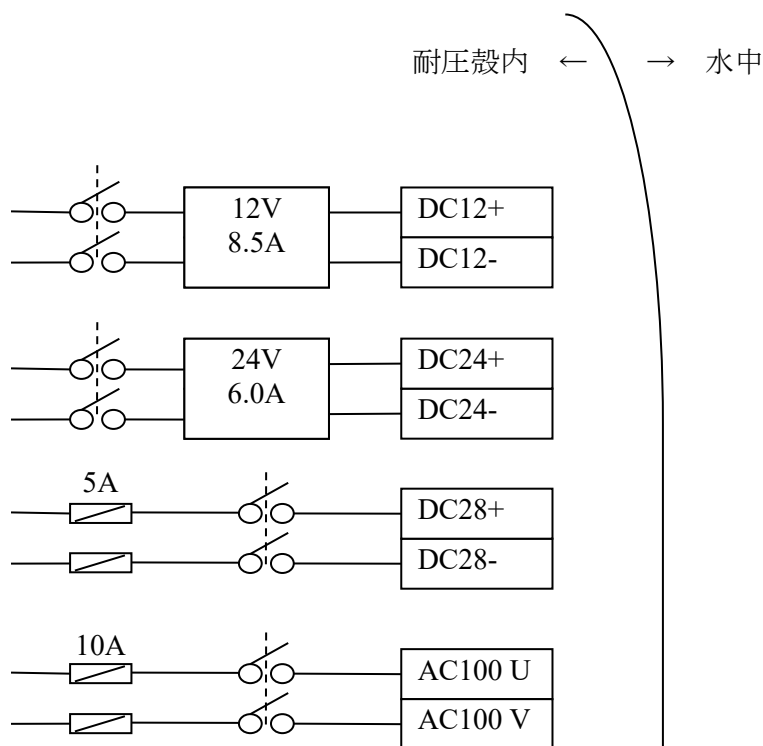 耐圧殻内 ← → 水中
12V
8.5A
DC12+
DC12-
24V
6.0A
DC24+
DC24-
5A
DC28+
DC28-
10A
AC100 U
AC100 V